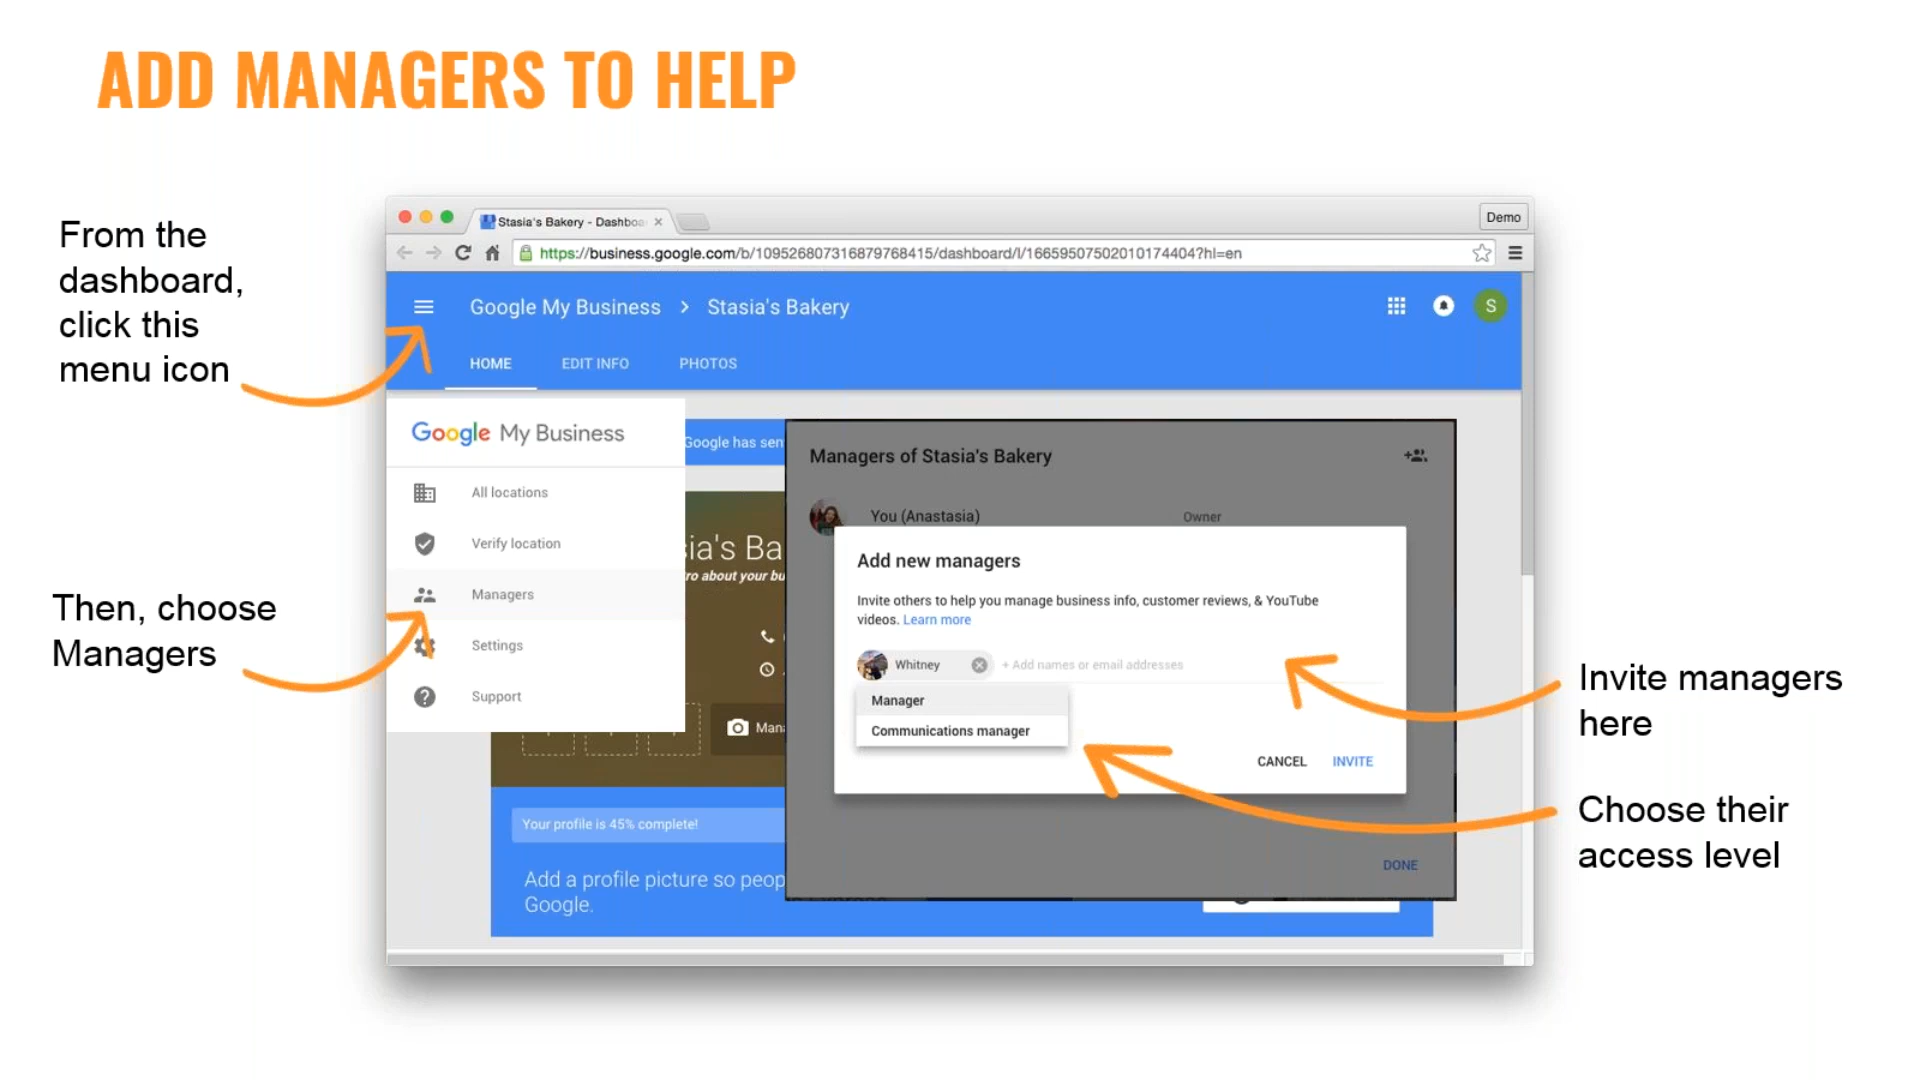 ADD MANAGERS TO HELP
From the
dashboard,
click this
menu icon
Stasia's Bakery - Dashboa
Demo
https://business.google.com/b/109526807316879768415/dashboard/l/16659507502010174404?hl=en
Google My Business > Stasia's Bakery
S
HOME EDIT INFO PHOTOS
Google My Business
All locations
Verify location
Managers
Settings
Support
Then, choose
Managers
Google has sen
sia's Ba
ro about your bu
Mana
Your profile is 45% complete!
Add a profile picture so peop
Google.
Managers of Stasia's Bakery
You (Anastasia) Owner
Add new managers
Invite others to help you manage business info, customer reviews, & YouTube
videos. Learn more
Whitney + Add names or email addresses
Manager
Communications manager
CANCEL INVITE
DONE
Invite managers
here
Choose their
access level